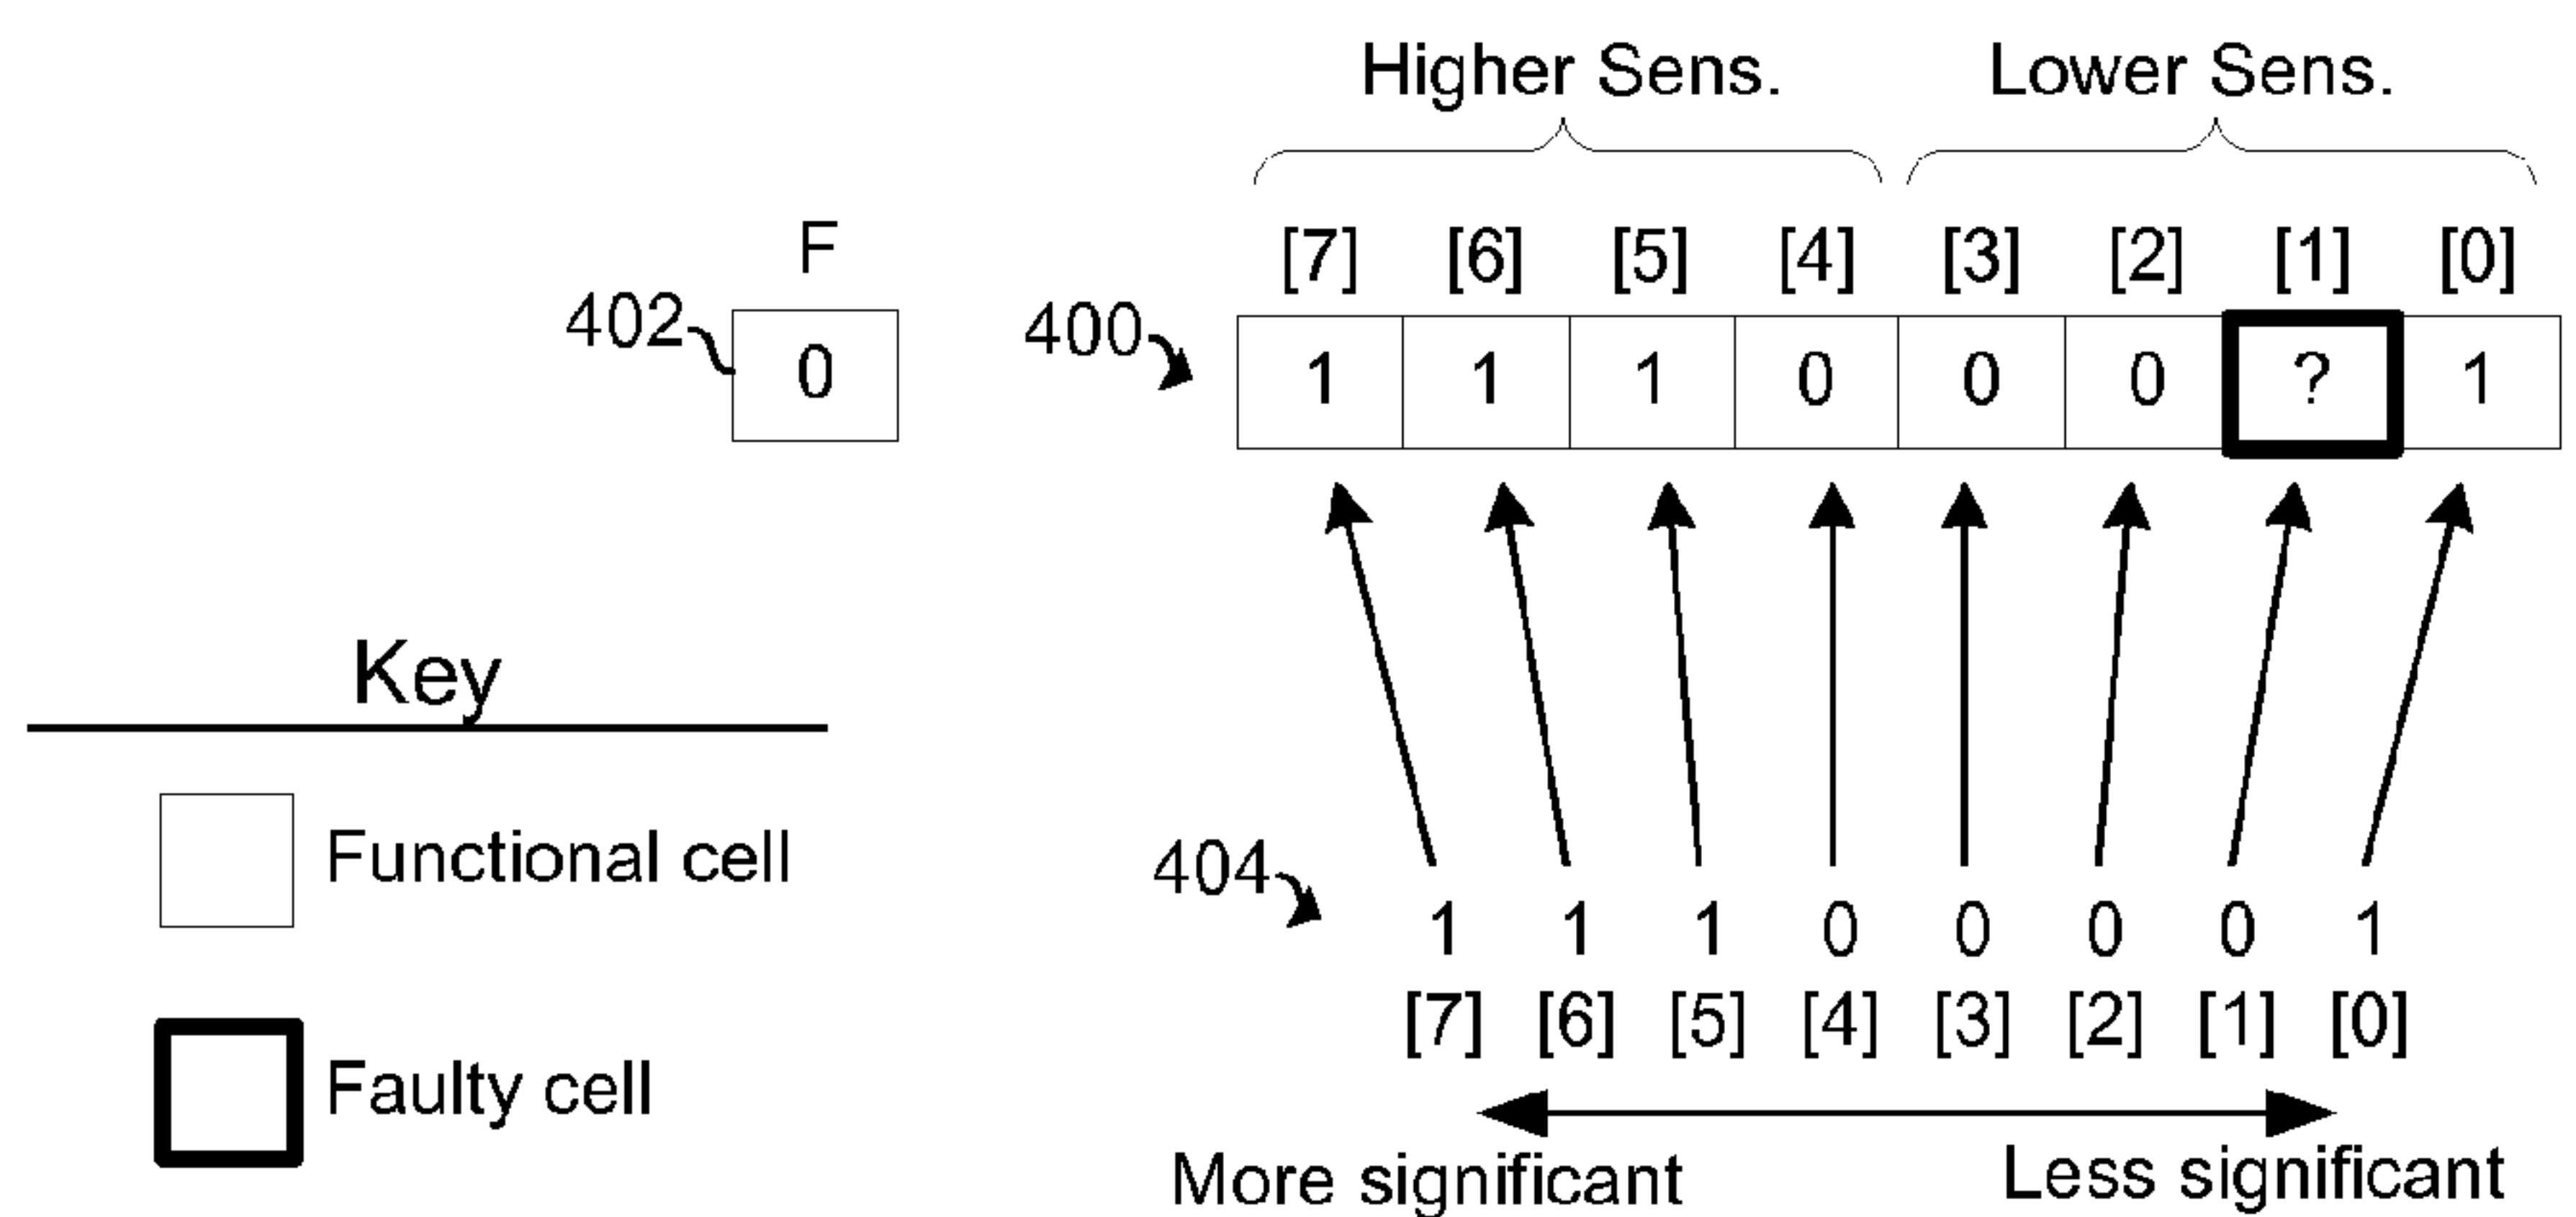 Higher Sens. Lower Sens.
F [7] [6] [5] [4] [3] [2] [1] [0]
402 0 400 1 1 1 0 0 0 ? 1
Key
Functional cell
404 1 1 1 0 0 0 0 1
[7] [6] [5] [4] [3] [2] [1] [0]
Faulty cell
More significant Less significant